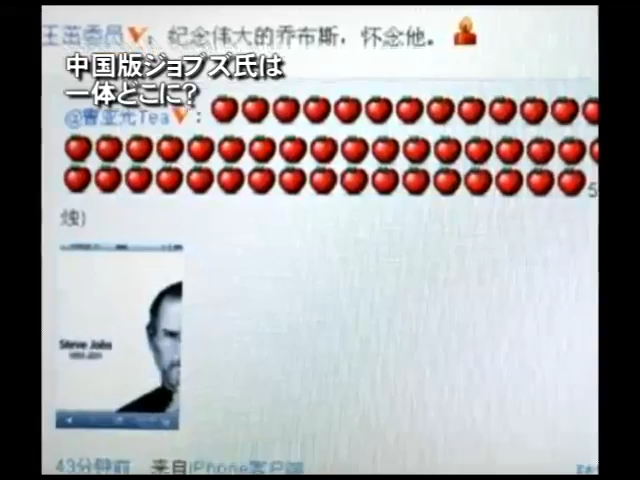 王茁委员V：纪念伟大的乔布斯，怀念他。
中国版ジョブズ氏は
一体どこに？
@曹亚元Tea V：
烛)
Steve Jobs
1955-2011
43分钟前 来自iPhone客户端